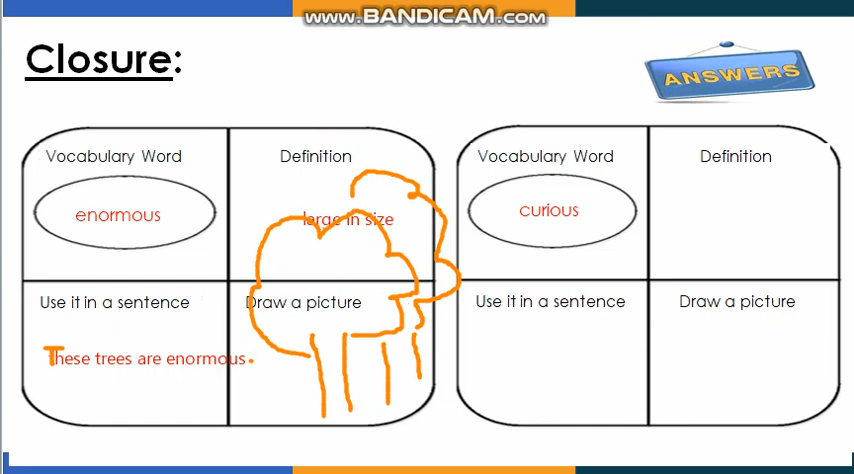 www.BANDICAM.com
Closure:
ANSWERS
Vocabulary Word
Definition
enormous
large in size
Use it in a sentence
Draw a picture
These trees are enormous.
Vocabulary Word
Definition
curious
Use it in a sentence
Draw a picture